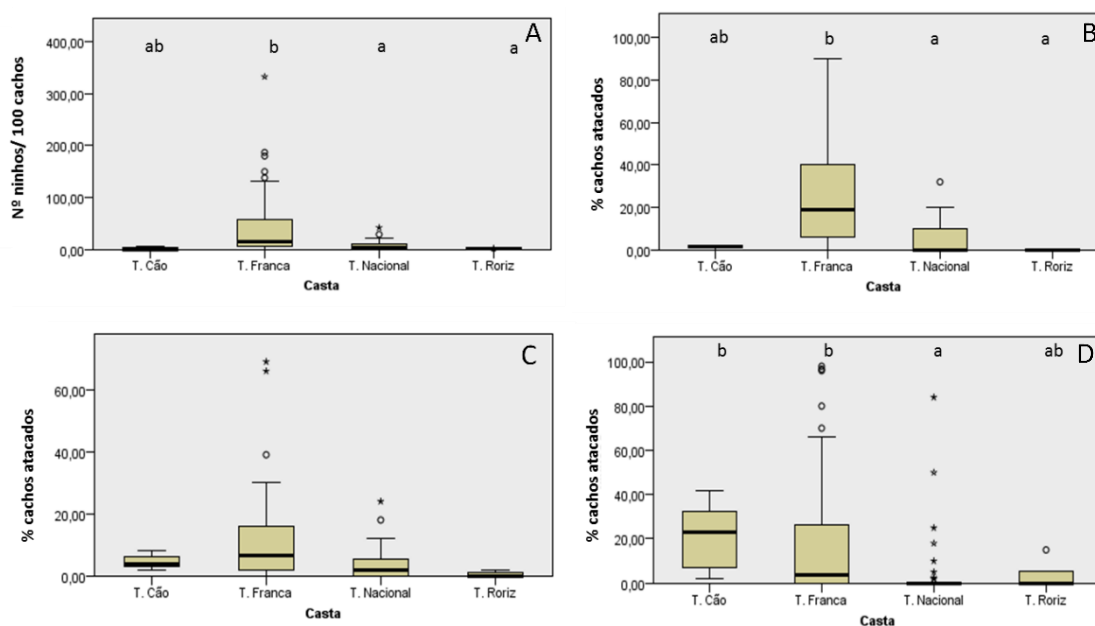 A
ab b a a
Nº ninhos/ 100 cachos
400,00
300,00
200,00
100,00
0,00
T. Cão T. Franca T. Nacional T. Roriz
Casta
B
ab b a a
% cachos atacados
100,00
80,00
60,00
40,00
20,00
0,00
T. Cão T. Franca T. Nacional T. Roriz
Casta
C
% cachos atacados
60,00
40,00
20,00
0,00
T. Cão T. Franca T. Nacional T. Roriz
Casta
D
b b a ab
% cachos atacados
100,00
80,00
60,00
40,00
20,00
0,00
T. Cão T. Franca T. Nacional T. Roriz
Casta